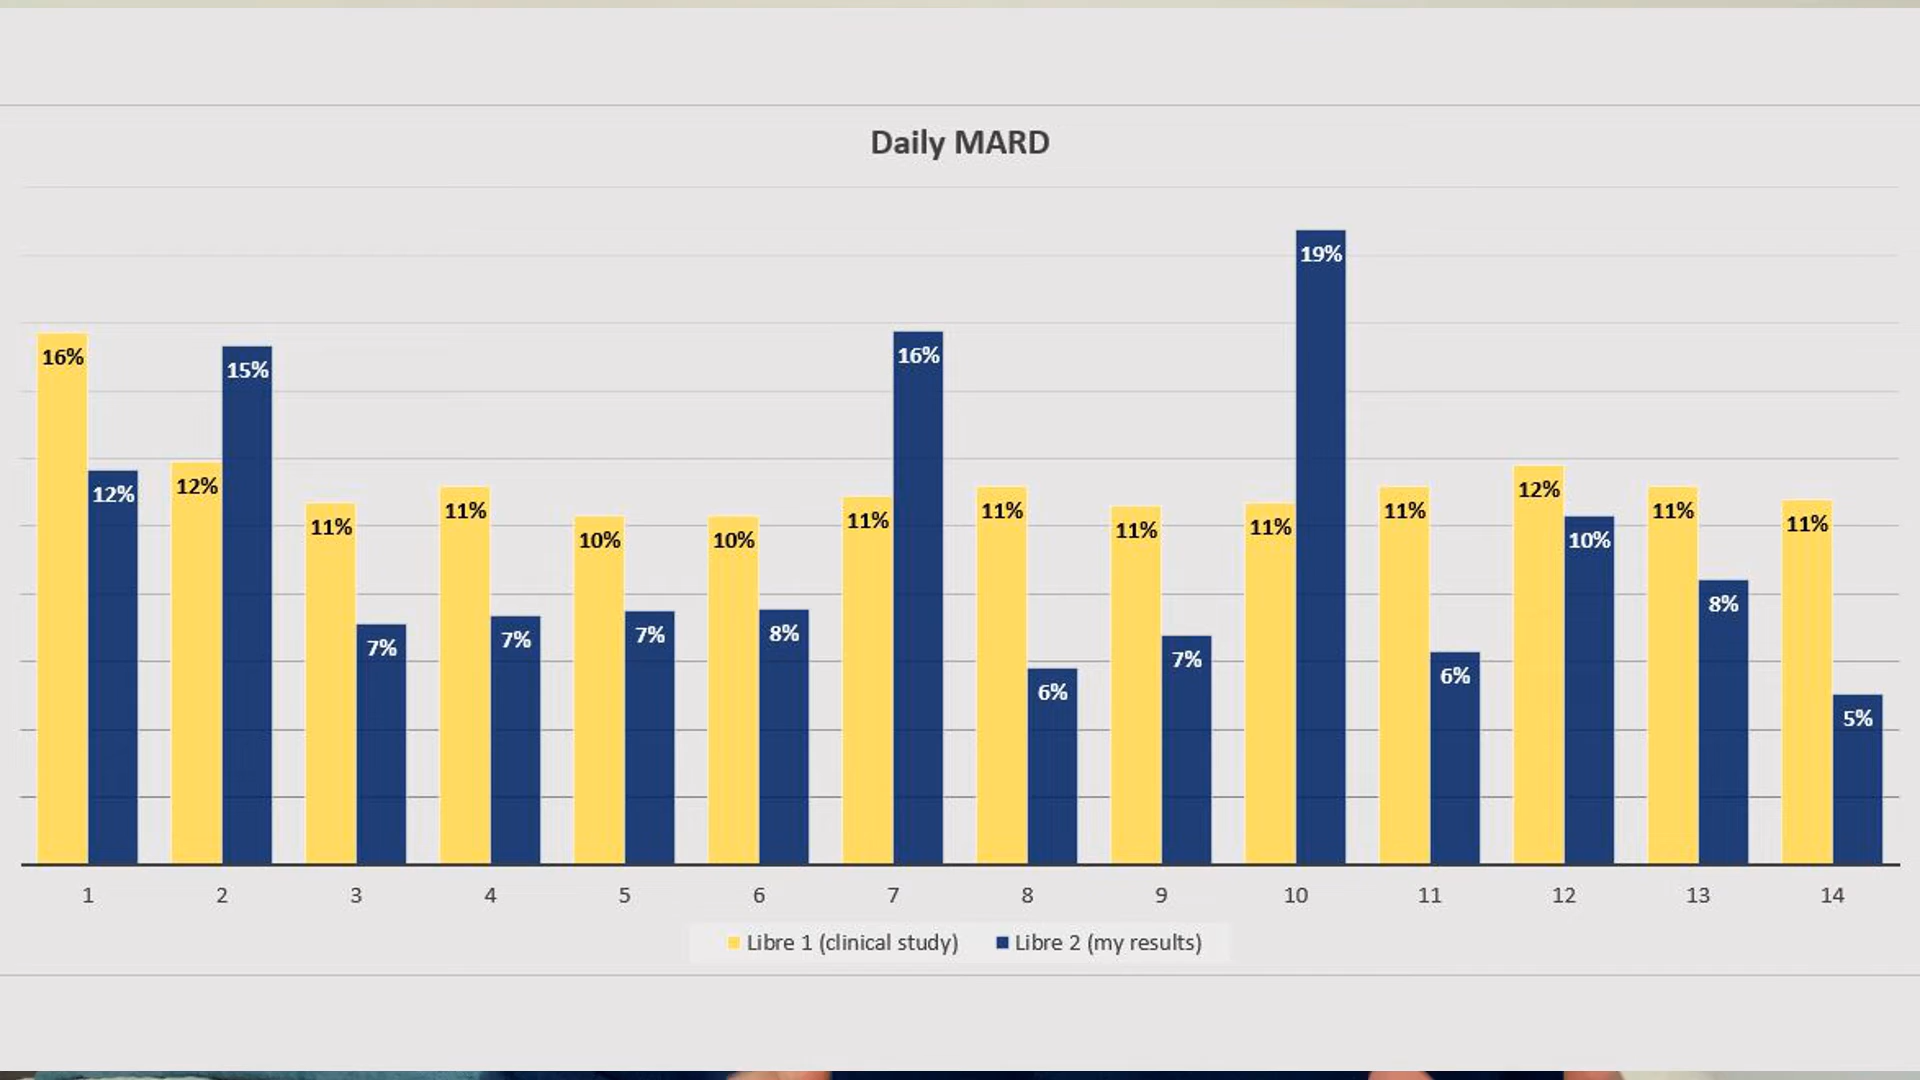 Daily MARD
16% 12% 12% 15% 11% 7% 11% 7% 10% 7% 10% 8% 11% 16% 11% 6% 11% 7% 11% 19% 11% 6% 12% 10% 11% 8% 11% 5%
1 2 3 4 5 6 7 8 9 10 11 12 13 14
Libre 1 (clinical study) Libre 2 (my results)